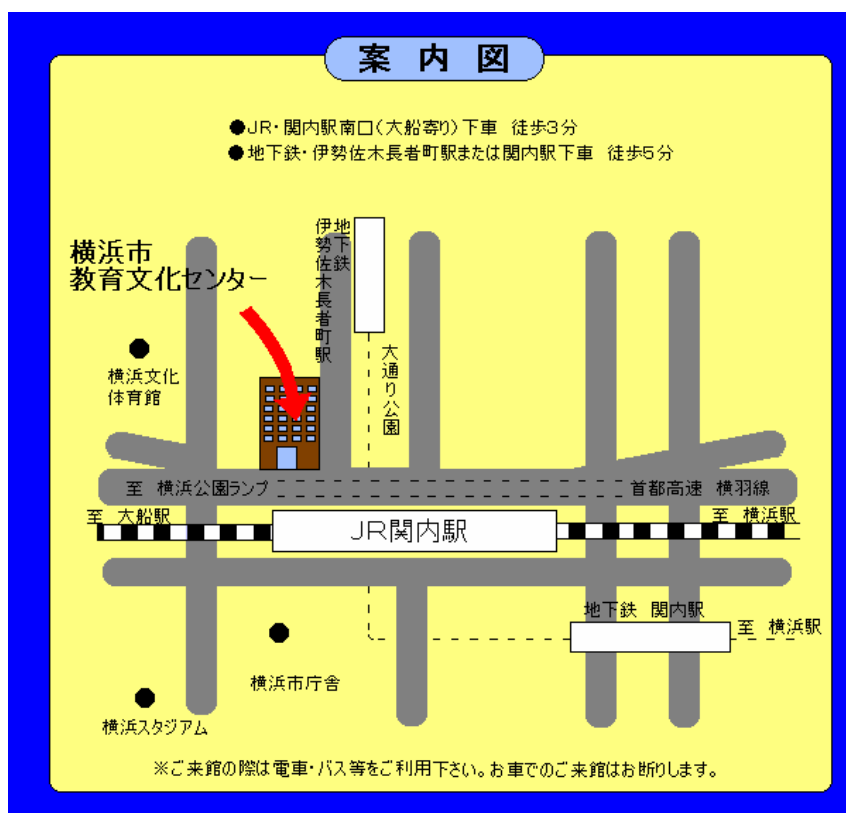 案内図
●JR・関内駅南口(大船寄り)下車 徒歩3分
●地下鉄・伊勢佐木長者町駅または関内駅下車 徒歩5分
横浜市
教育文化センター
地下鉄
伊勢佐木長者町駅
大通り公園
横浜文化
体育館
至 横浜公園ランプ
首都高速 横羽線
至 大船駅
JR関内駅
至 横浜駅
地下鉄 関内駅
至 横浜駅
横浜市庁舎
横浜スタジアム
※ご来館の際は電車・バス等をご利用下さい。お車でのご来館はお断りします。